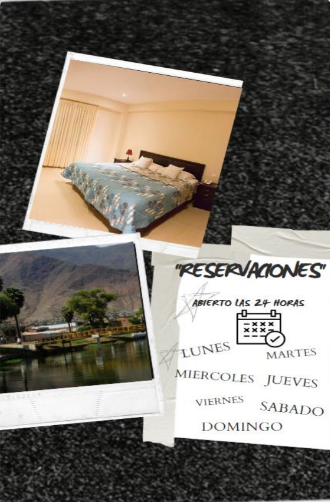 "RESERVACIONES"
ABIERTO LAS 24 HORAS
LUNES
MARTES
MIERCOLES
JUEVES
VIERNES
SABADO
DOMINGO